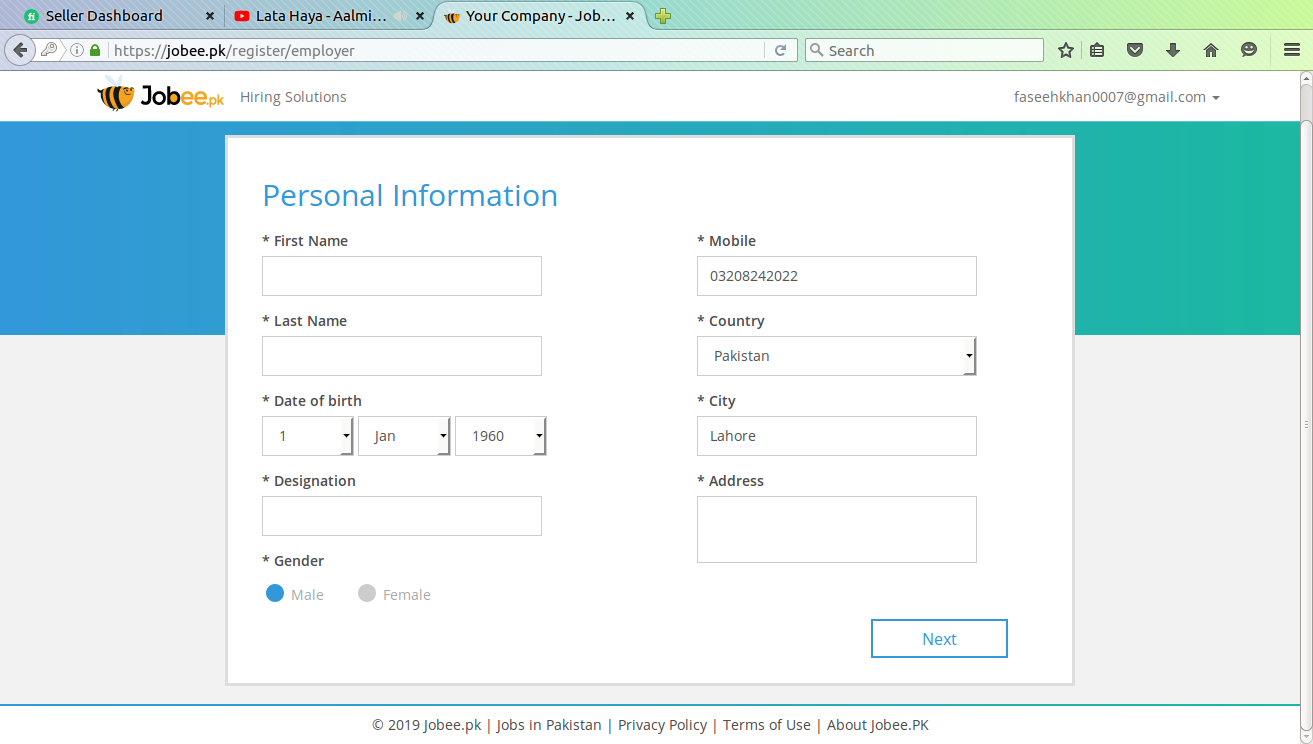 Seller Dashboard
Lata Haya - Aalmi...
Your Company - Job...
https://jobee.pk/register/employer
Search
Jobee.pk
Hiring Solutions
faseehkhan0007@gmail.com
Personal Information
* First Name
* Mobile
03208242022
* Last Name
* Country
Pakistan
* Date of birth
* City
1 Jan 1960
Lahore
* Designation
* Address
* Gender
Male Female
Next
© 2019 Jobee.pk | Jobs in Pakistan | Privacy Policy | Terms of Use | About Jobee.PK